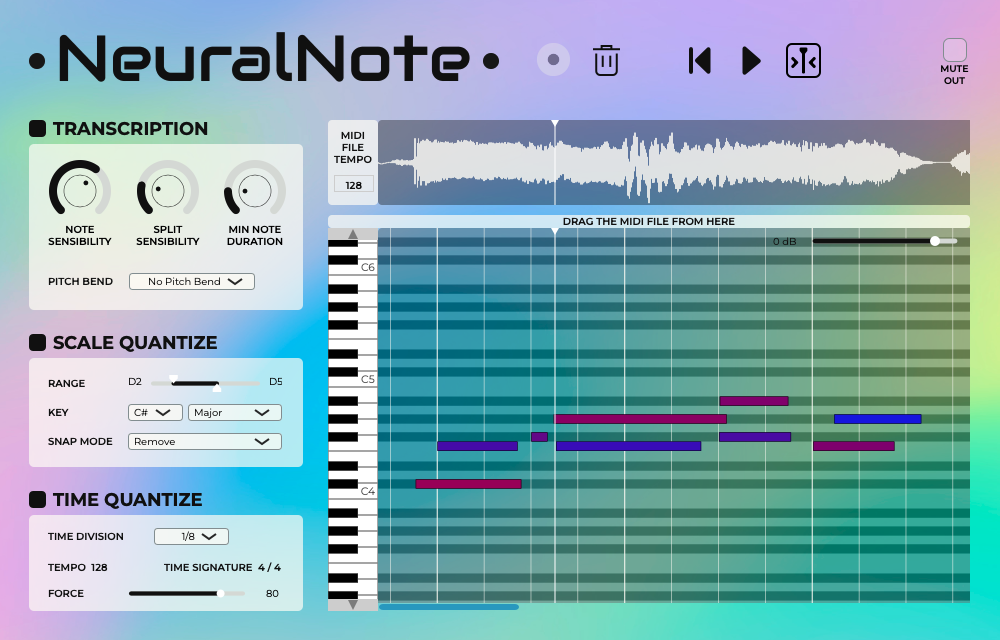 • NeuralNote •
MUTE
OUT
TRANSCRIPTION
NOTE
SENSIBILITY
SPLIT
SENSIBILITY
MIN NOTE
DURATION
PITCH BEND No Pitch Bend
SCALE QUANTIZE
RANGE D2 D5
KEY C# Major
SNAP MODE Remove
TIME QUANTIZE
TIME DIVISION 1/8
TEMPO 128 TIME SIGNATURE 4 / 4
FORCE 80
MIDI
FILE
TEMPO
128
DRAG THE MIDI FILE FROM HERE
0 dB
C6
C5
C4